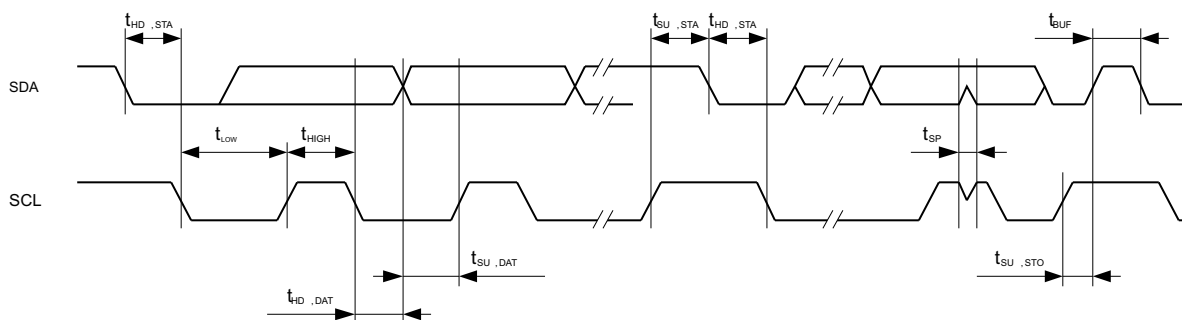 tHD ,STA
tSU ,STA
tHD ,STA
tBUF
SDA
tLOW
tHIGH
tSP
SCL
tSU ,DAT
tSU ,STO
tHD ,DAT